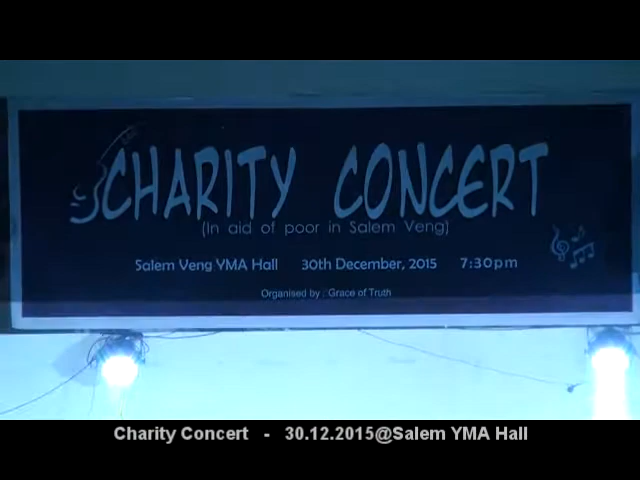 CHARITY CONCERT
(In aid of poor in Salem Veng)
Salem Veng YMA Hall 30th December, 2015 7:30pm
Organised by : Grace of Truth
Charity Concert - 30.12.2015@Salem YMA Hall